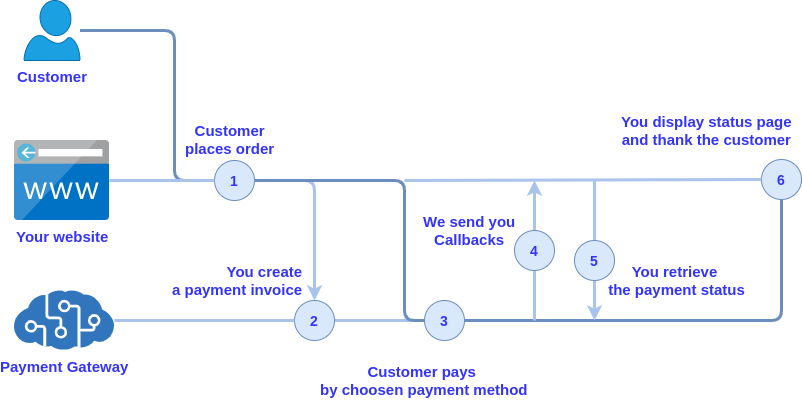 Customer
Customer
places order
You display status page
and thank the customer
WWW
1
6
Your website
We send you
Callbacks
4
5
You create
a payment invoice
You retrieve
the payment status
2
3
Payment Gateway
Customer pays
by choosen payment method